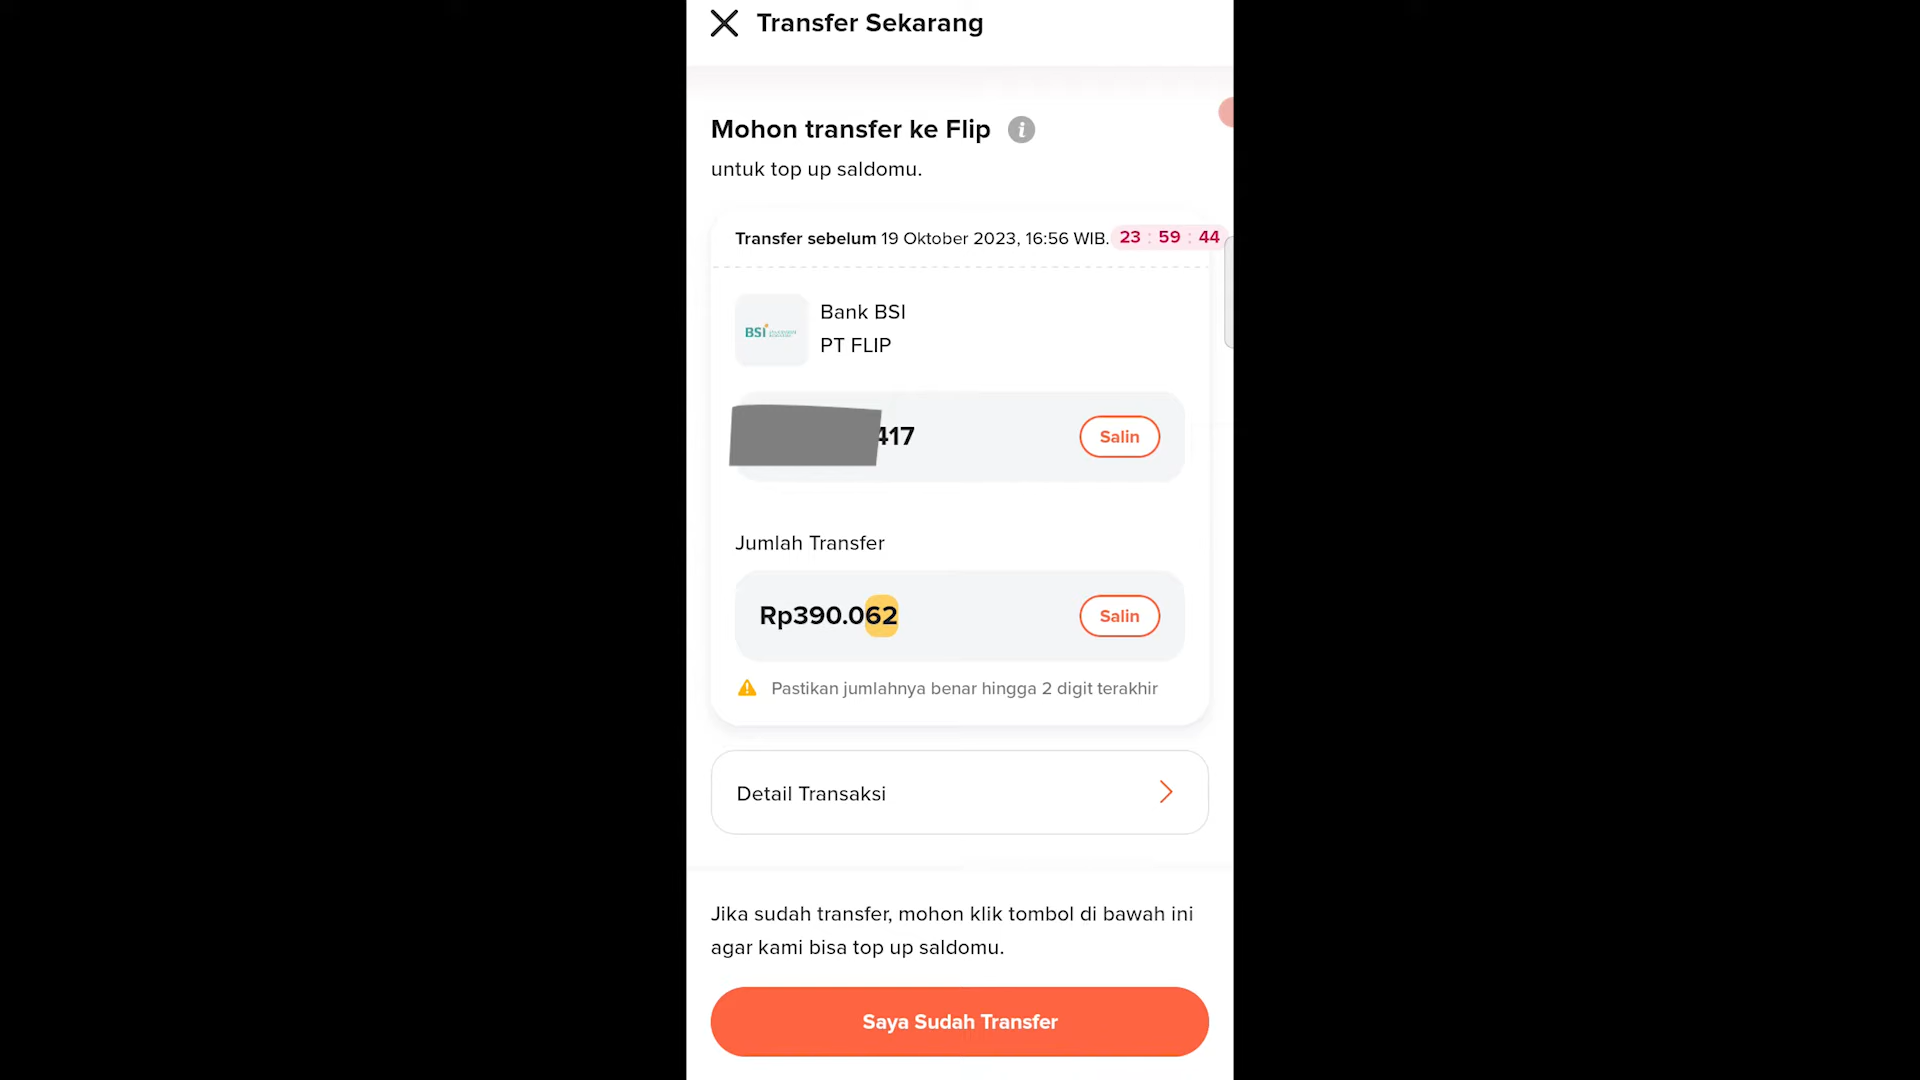 Transfer Sekarang
Mohon transfer ke Flip
untuk top up saldomu.
Transfer sebelum 19 Oktober 2023, 16:56 WIB. 23 : 59 : 44
Bank BSI
BSI
PT FLIP
417 Salin
Jumlah Transfer
Rp390.062 Salin
Pastikan jumlahnya benar hingga 2 digit terakhir
Detail Transaksi
Jika sudah transfer, mohon klik tombol di bawah ini
agar kami bisa top up saldomu.
Saya Sudah Transfer